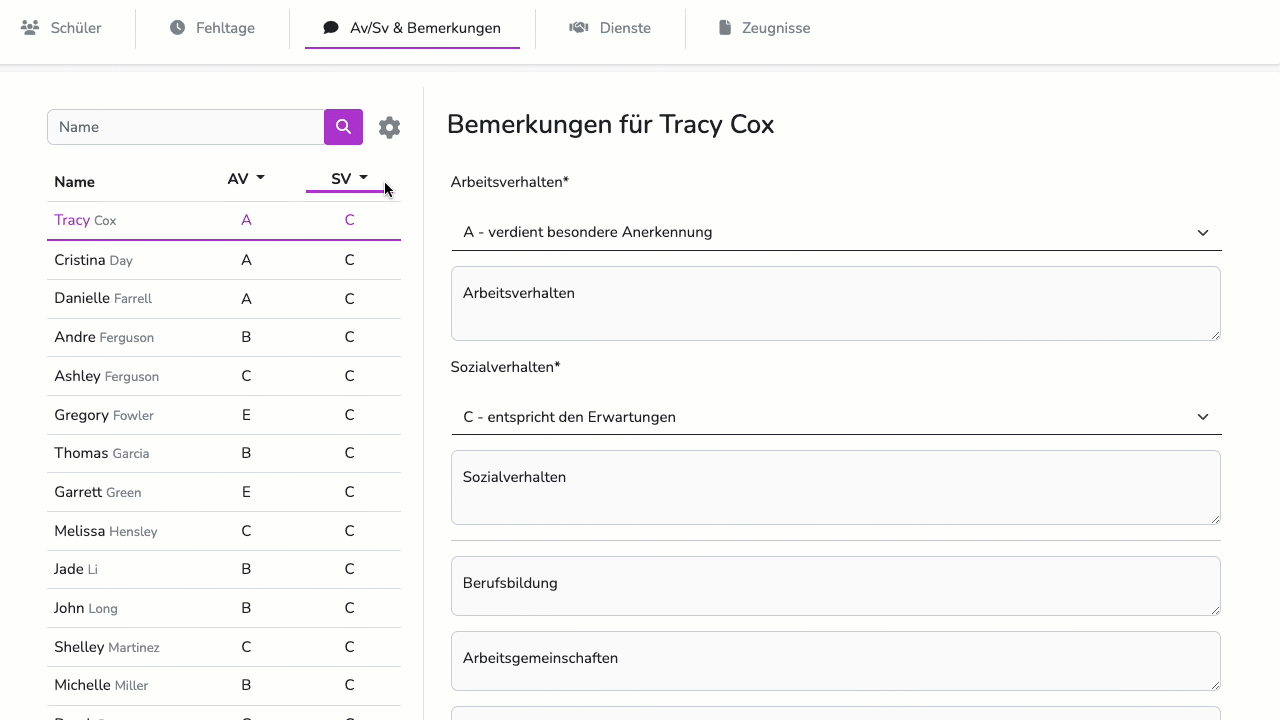 Schüler Fehltage Av/Sv & Bemerkungen Dienste Zeugnisse
Name
Name AV SV
Tracy Cox A C
Cristina Day A C
Danielle Farrell A C
Andre Ferguson B C
Ashley Ferguson C C
Gregory Fowler E C
Thomas Garcia B C
Garrett Green E C
Melissa Hensley C C
Jade Li B C
John Long B C
Shelley Martinez C C
Michelle Miller B C
Bemerkungen für Tracy Cox
Arbeitsverhalten*
A - verdient besondere Anerkennung
Arbeitsverhalten
Sozialverhalten*
C - entspricht den Erwartungen
Sozialverhalten
Berufsbildung
Arbeitsgemeinschaften